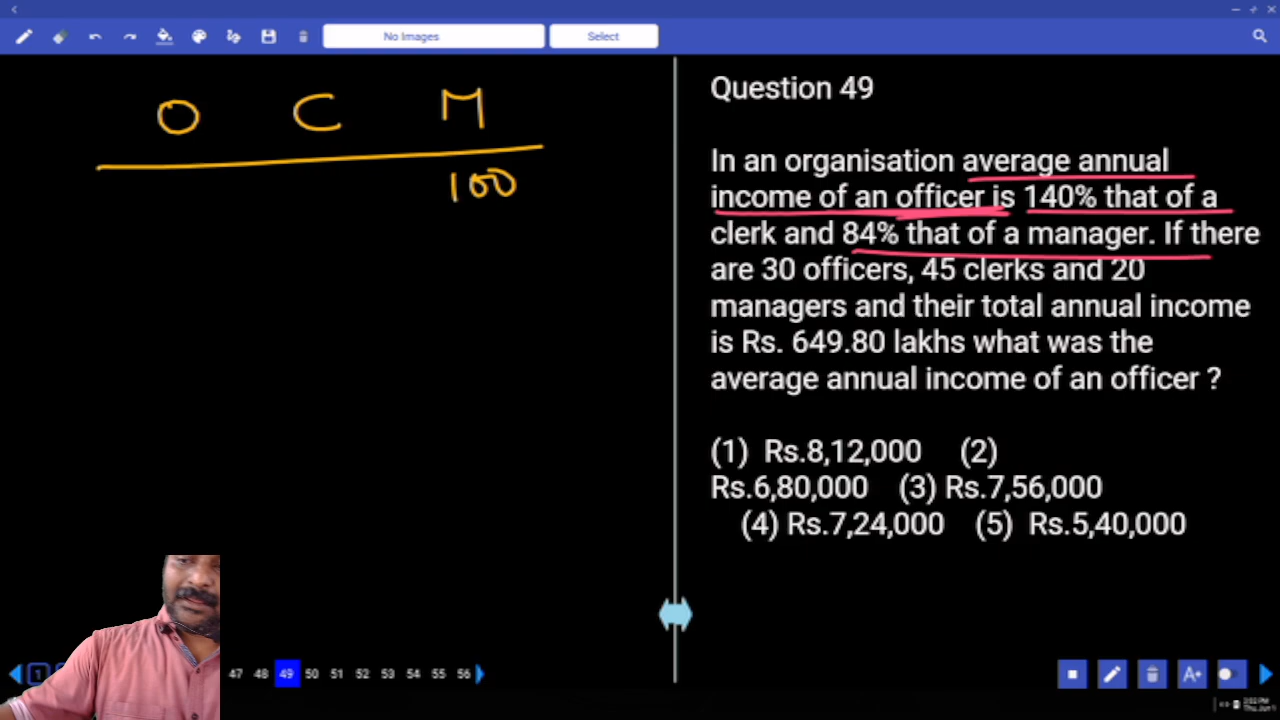 No Images
Select
O C M
100
Question 49
In an organisation average annual
income of an officer is 140% that of a
clerk and 84% that of a manager. If there
are 30 officers, 45 clerks and 20
managers and their total annual income
is Rs. 649.80 lakhs what was the
average annual income of an officer ?
(1) Rs.8,12,000 (2)
Rs.6,80,000 (3) Rs.7,56,000
(4) Rs.7,24,000 (5) Rs.5,40,000
1 47 48 49 50 51 52 53 54 55 56
A+